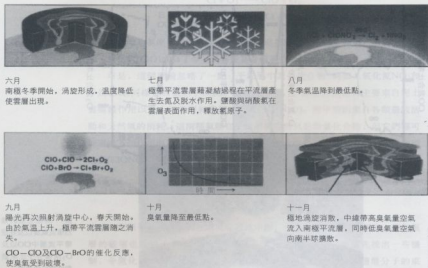 六月
南極冬季開始，渦旋形成，溫度降低
使雲層出現。
七月
極帶平流雲層藉凝結過程在平流層產
生去氮及脫水作用。鹽酸與硝酸氯在
雲層表面作用，釋放氯原子。
八月
冬季氣溫降到最低點。
ClO+ClO→2Cl+O₂
ClO+BrO→Cl+Br+O₂
O₃
時間
九月
陽光再次照射渦旋中心，春天開始。
由於氣溫上升，極帶平流雲層隨之消
失。
ClO—ClO及ClO—BrO的催化反應，
使臭氧受到破壞。
十月
臭氧量降至最低點。
十一月
極地渦旋消散，中緯帶高臭氧量空氣
流入南極平流層，同時低臭氧量空氣
向南半球擴散。